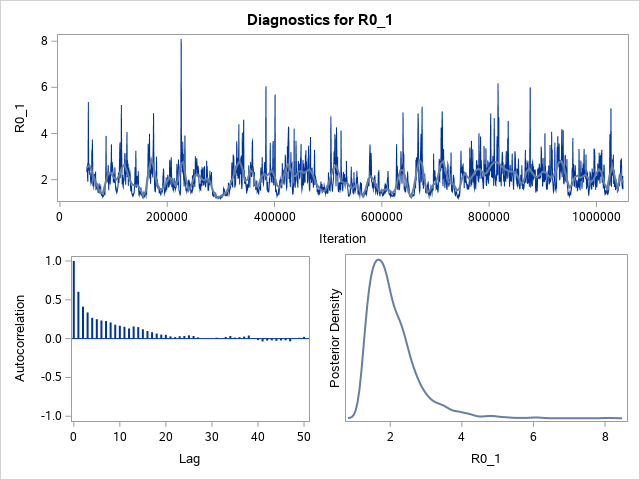 Diagnostics for R0_1
R0_1
8
6
4
2
0 200000 400000 600000 800000 1000000
Iteration
Autocorrelation
1.0
0.5
0.0
-0.5
-1.0
0 10 20 30 40 50
Lag
Posterior Density
2 4 6 8
R0_1